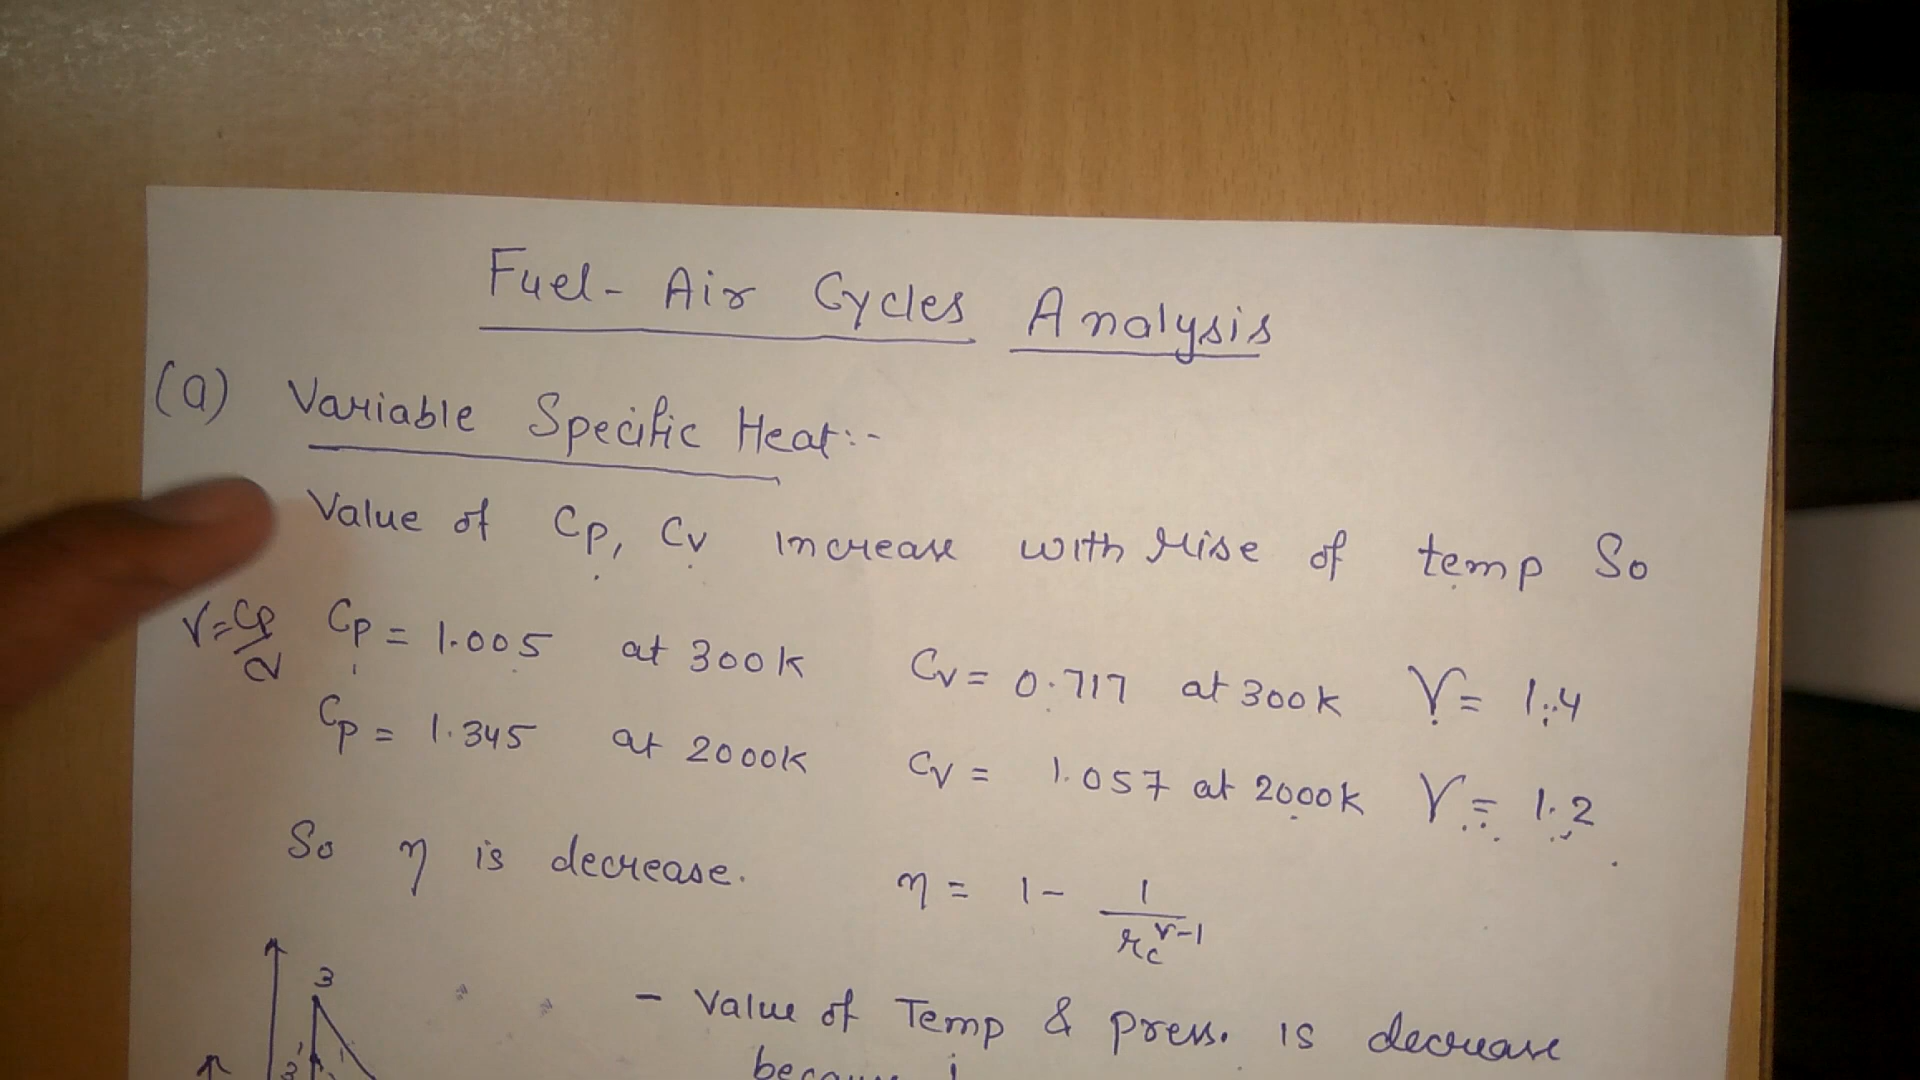 Fuel- Air Cycles Analysis
(a) Variable Specific Heat:-
Value of Cp, Cv increase with rise of temp So
γ=Cp/Cv Cp = 1.005 at 300K Cv= 0.717 at 300K γ= 1.4
Cp = 1.345 at 2000K Cv = 1.057 at 2000K γ= 1.2
So η is decrease. η = 1- 1/rc^γ-1
3
- Value of Temp & press. is decrease
3'